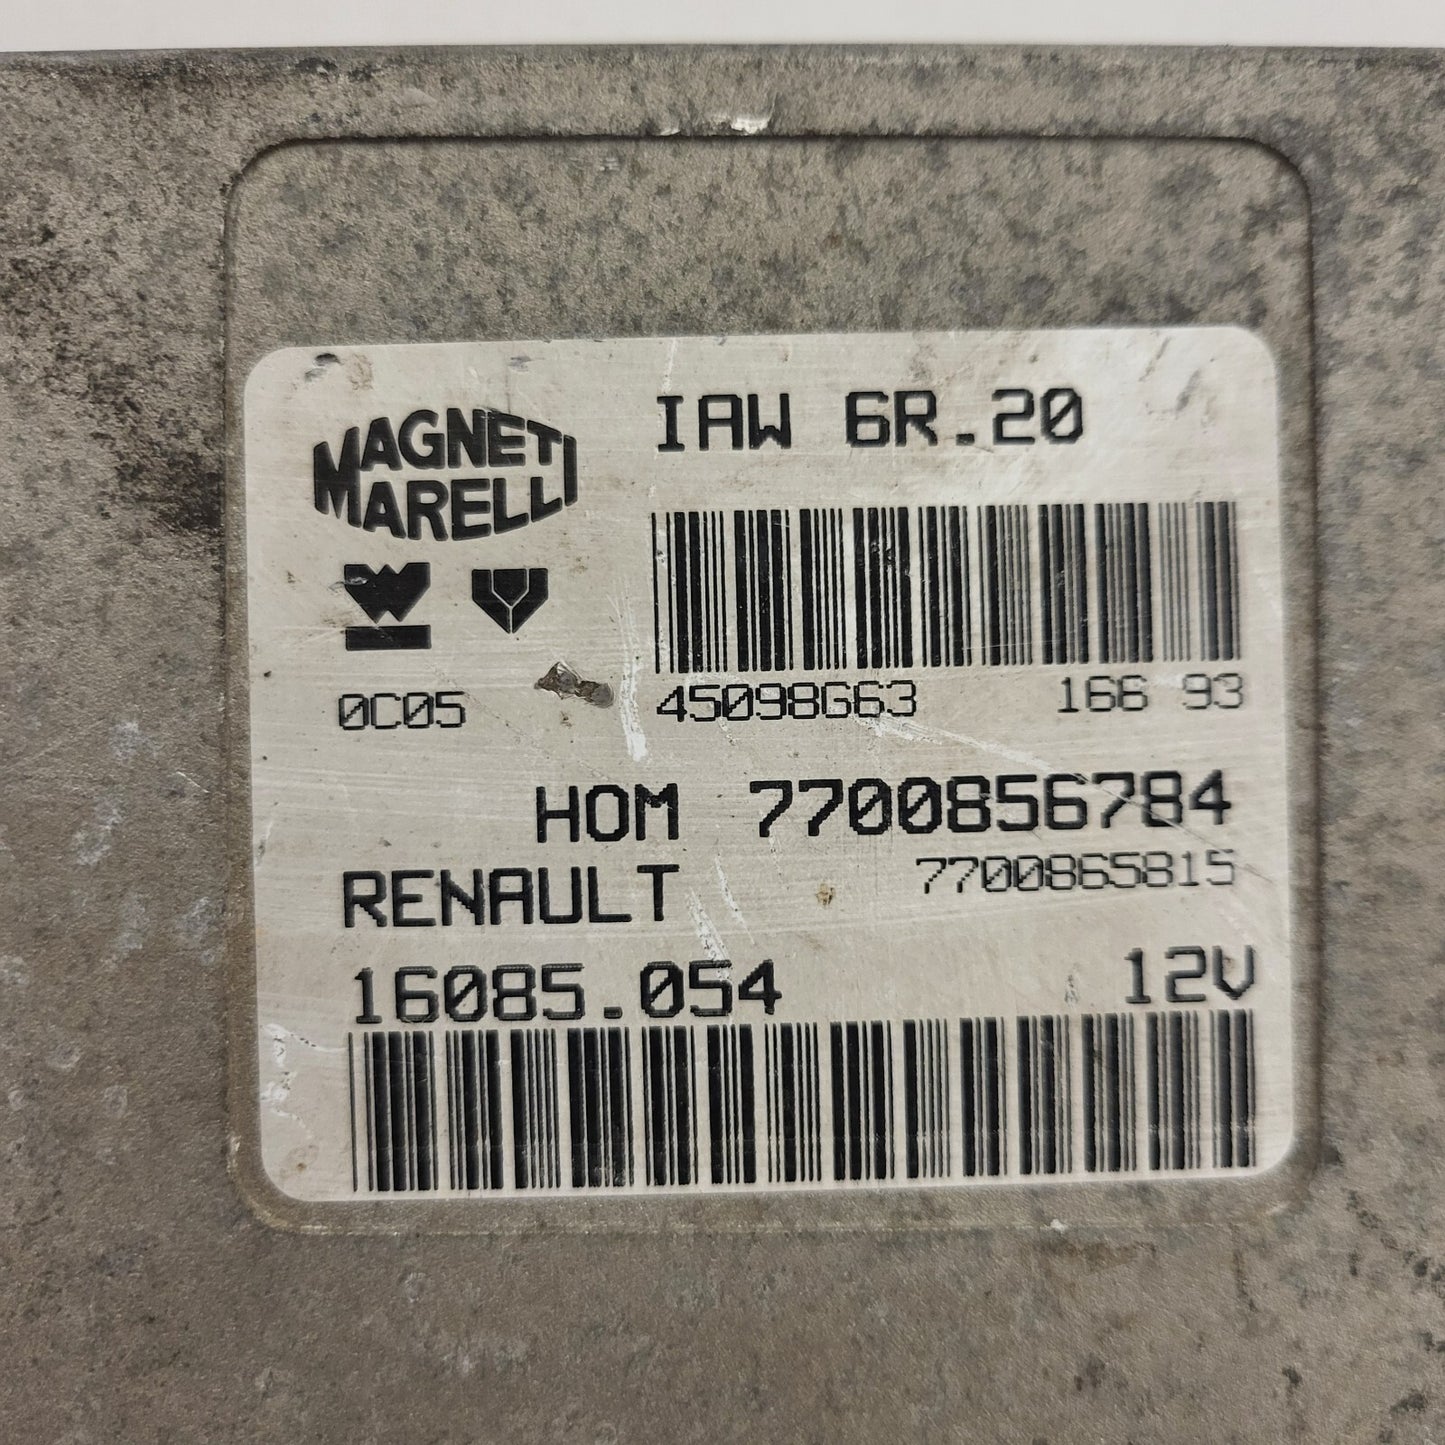 MAGNETI
MARELLI
IAW 6R.20
0C05
45098G63 166 93
HOM 7700856784
RENAULT 7700865815
16085.054 12V